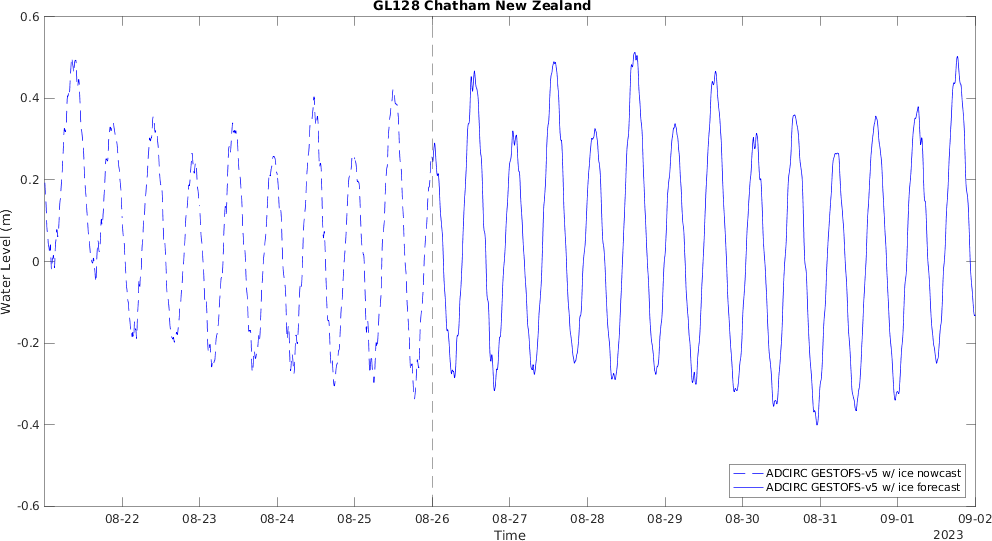 GL128 Chatham New Zealand
0.6
0.4
0.2
0
-0.2
-0.4
-0.6
Water Level (m)
ADCIRC GESTOFS-v5 w/ ice nowcast
ADCIRC GESTOFS-v5 w/ ice forecast
08-22 08-23 08-24 08-25 08-26 08-27 08-28 08-29 08-30 08-31 09-01 09-02
Time
2023